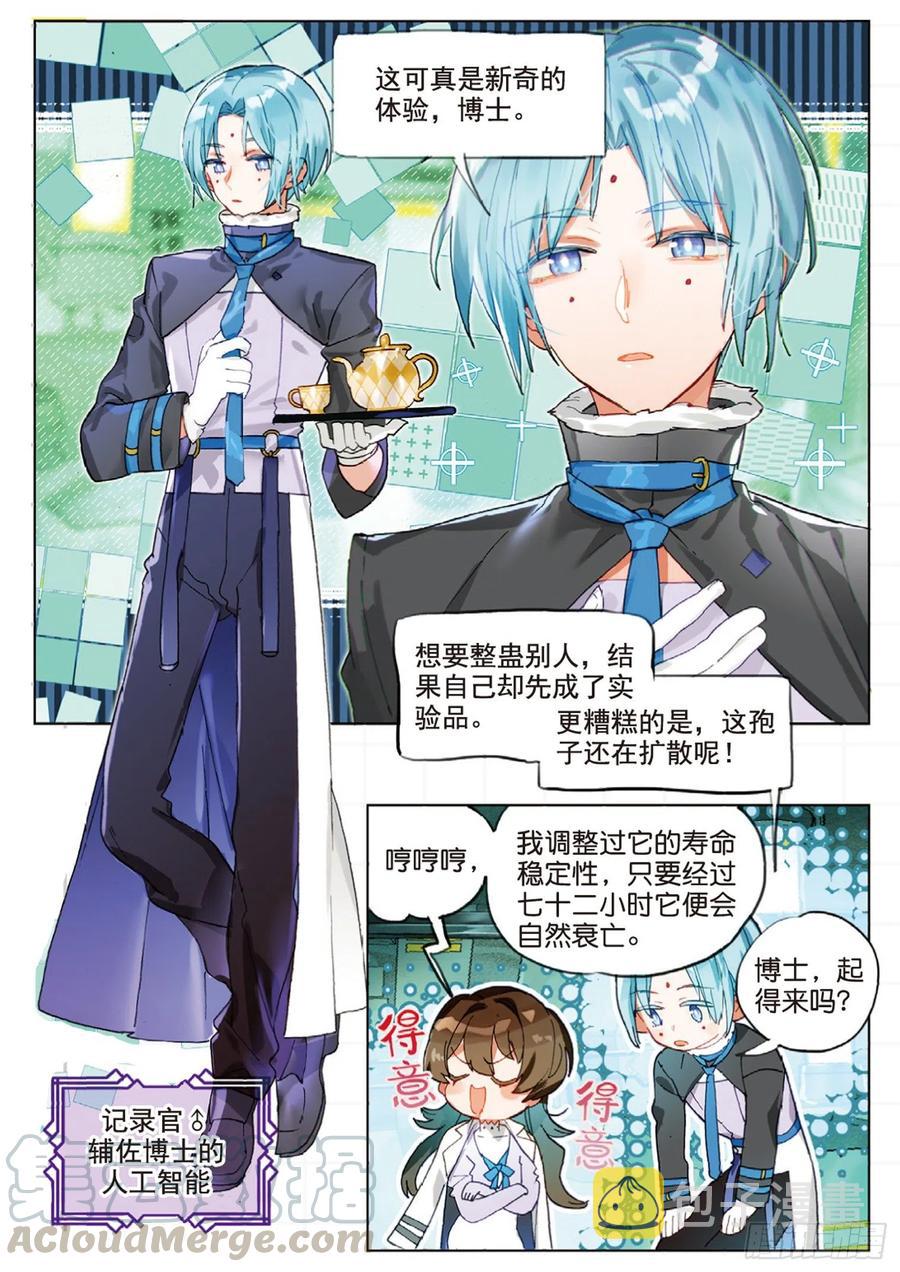 这可真是新奇的
体验，博士。
想要整蛊别人，结
果自己却先成了实
验品。
更糟糕的是，这孢
子还在扩散呢！
哼哼哼，
我调整过它的寿命
稳定性，只要经过
七十二小时它便会
自然衰亡。
博士，起
得来吗？
得意
得意
记录官♂
辅佐博士的
人工智能
集云数据
AcloudMerge.com
包子漫畫